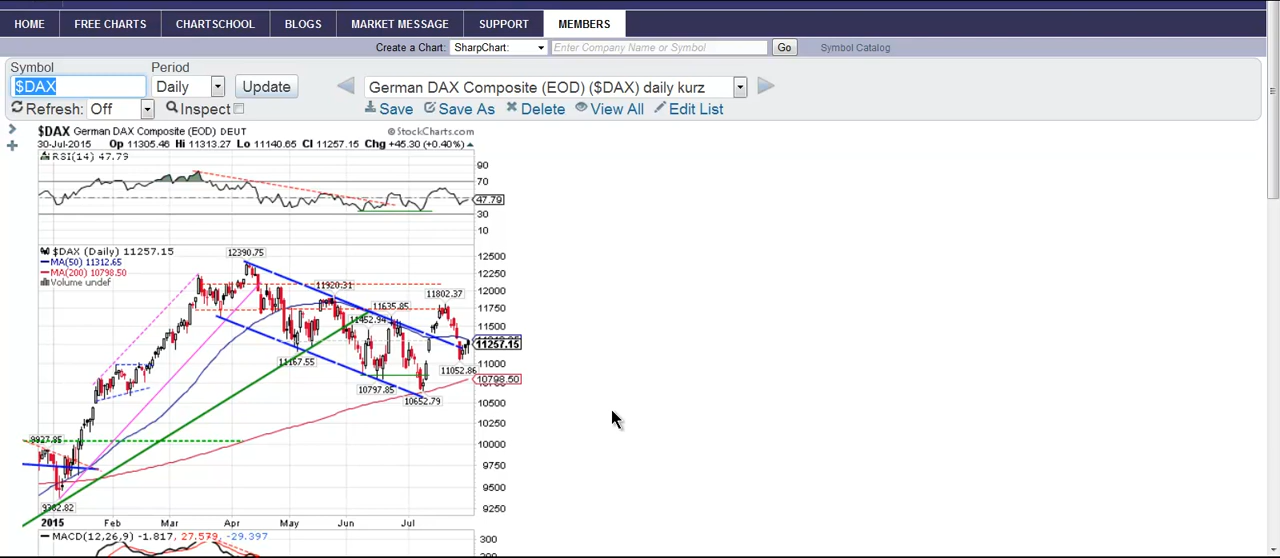 HOME FREE CHARTS CHARTSCHOOL BLOGS MARKET MESSAGE SUPPORT MEMBERS
Create a Chart: SharpChart: Enter Company Name or Symbol Go Symbol Catalog
Symbol Period
$DAX Daily Update German DAX Composite (EOD) ($DAX) daily kurz
Refresh: Off Inspect Save Save As Delete View All Edit List
$DAX German DAX Composite (EOD) DEUT © StockCharts.com
30-Jul-2015 Op 11305.46 Hi 11313.27 Lo 11140.65 Cl 11257.15 Chg +45.30 (+0.40%)
RSI(14) 47.79
90
70
47.79
30
10
$DAX (Daily) 11257.15
MA(50) 11312.65
MA(200) 10798.50
Volume undef
12390.75
12500
12250
11920.31
12000
11802.37
11635.85
11750
11452.94
11500
11257.15
11167.55
11000
11052.86
10797.85
10798.50
10652.79
10500
10250
9927.85
10000
9750
9500
9382.82
9250
2015 Feb Mar Apr May Jun Jul
MACD(12,26,9) -1.817, 27.579, -29.397
300
200